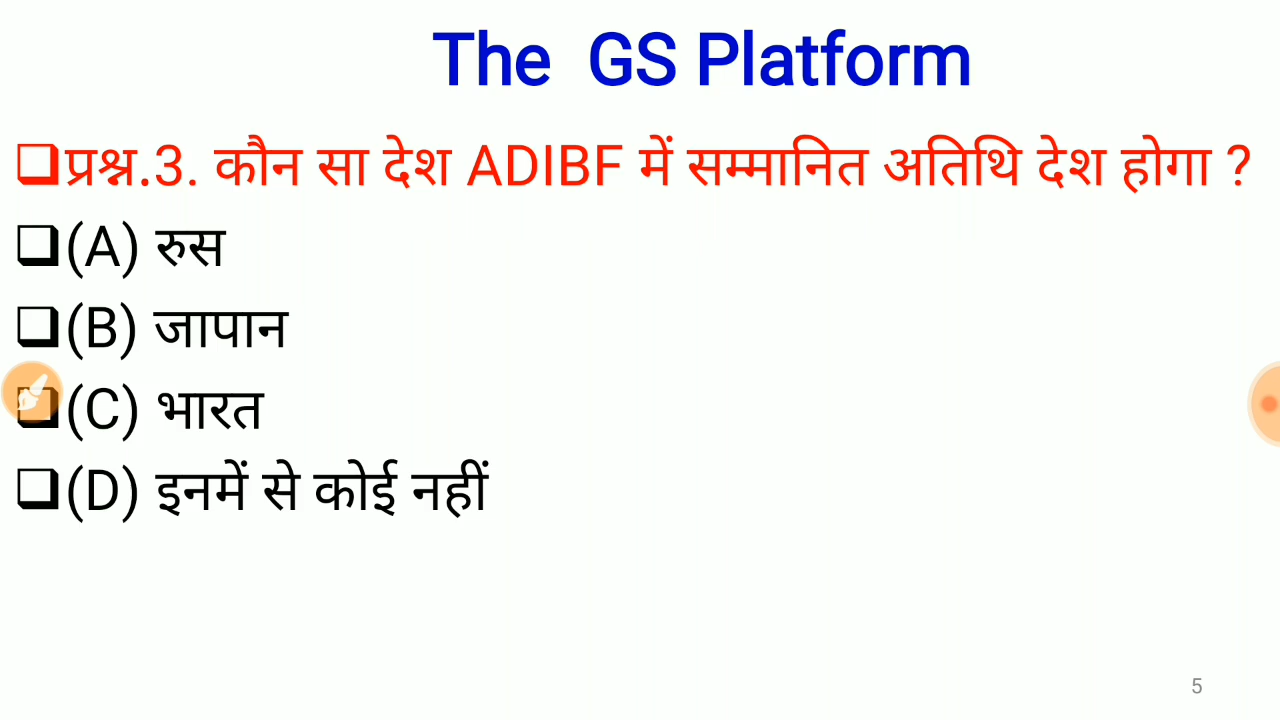 The GS Platform
❑प्रश्न.3. कौन सा देश ADIBF में सम्मानित अतिथि देश होगा ?
❑(A) रुस
❑(B) जापान
❑(C) भारत
❑(D) इनमें से कोई नहीं
5